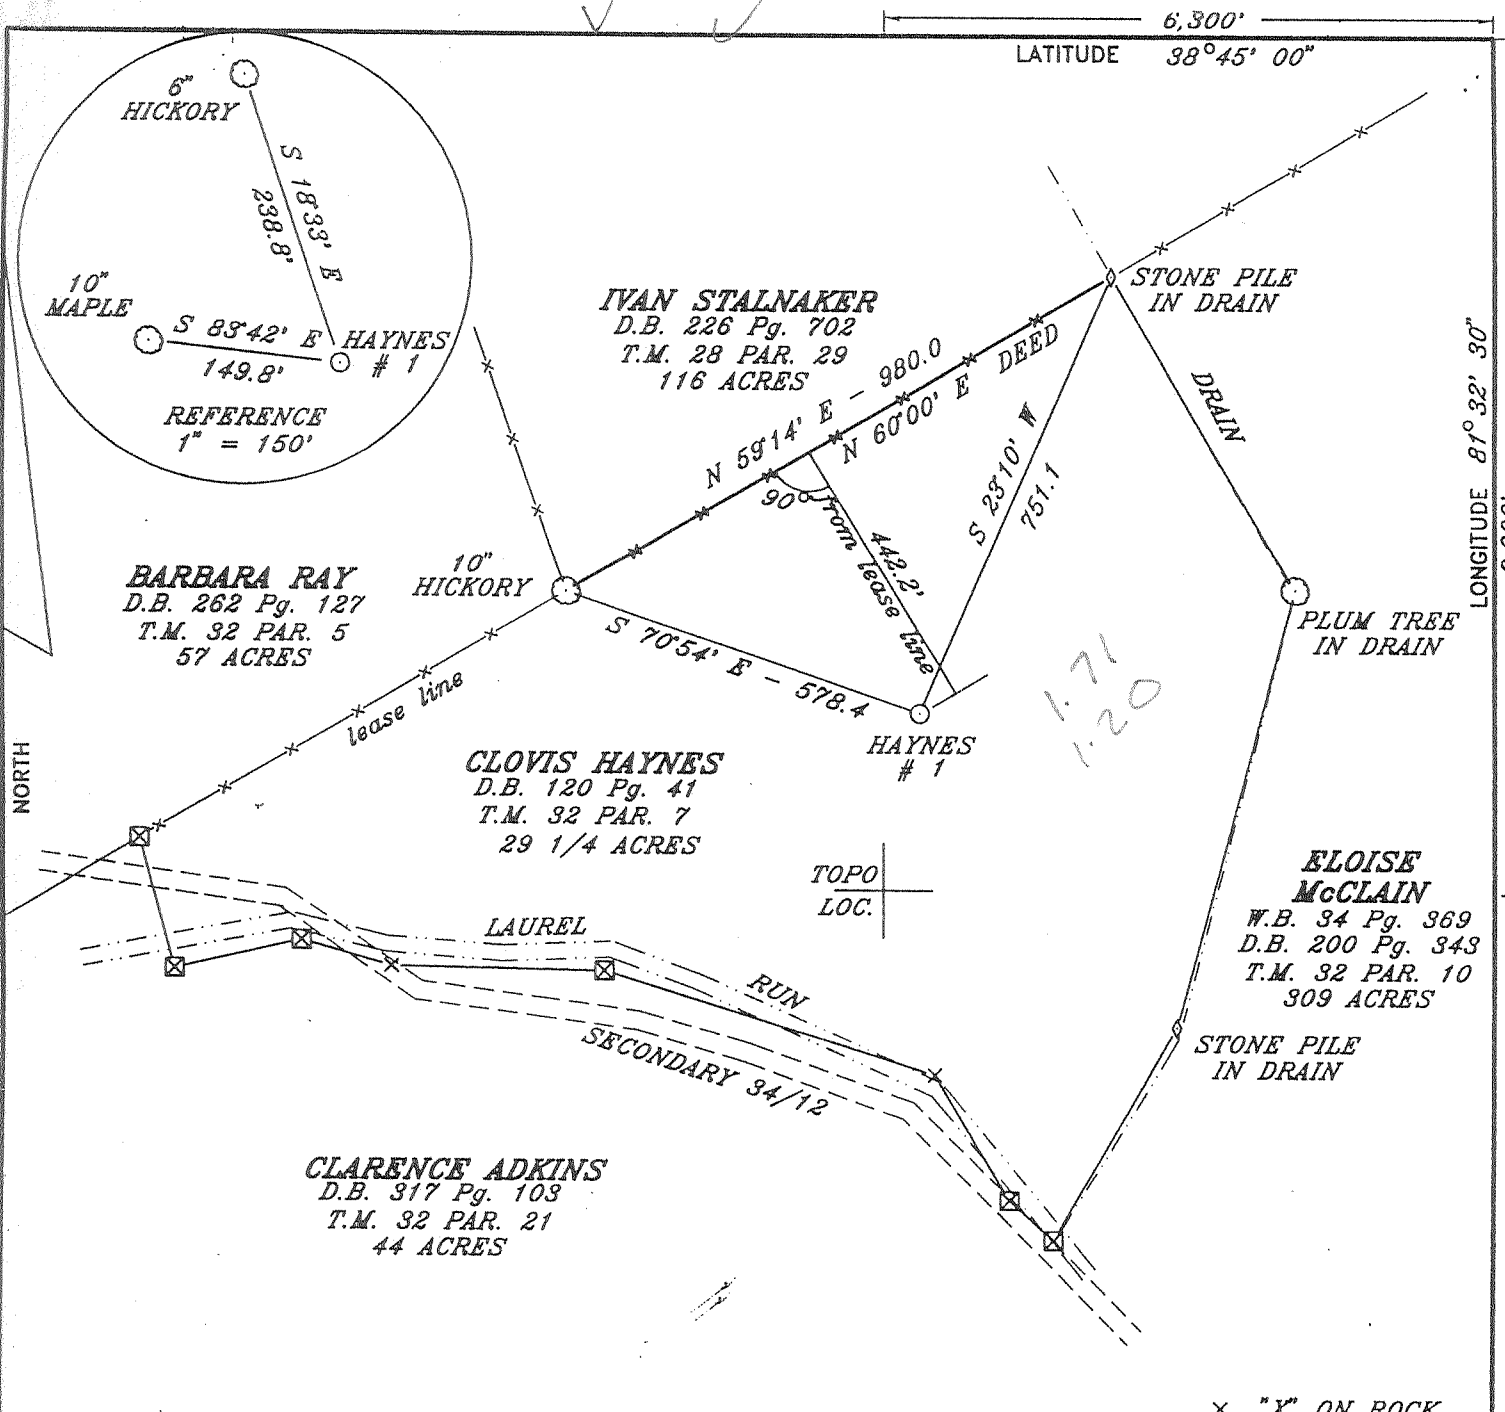 6,300'
LATITUDE 38°45' 00"
6"
HICKORY
S 18°33' E
238.8'
10"
MAPLE
S 83°42' E
149.8'
HAYNES
# 1
REFERENCE
1" = 150'
IVAN STALNAKER
D.B. 226 Pg. 702
T.M. 28 PAR. 29
116 ACRES
STONE PILE
IN DRAIN
LONGITUDE 81° 32' 30"
N 59°14' E - 980.0
N 60°00' E DEED
90°
from lease line
442.2'
S 23°10' W
751.1
DRAIN
BARBARA RAY
D.B. 262 Pg. 127
T.M. 32 PAR. 5
57 ACRES
10"
HICKORY
S 70°54' E - 578.4
PLUM TREE
IN DRAIN
lease line
1.71
1.20
HAYNES
# 1
NORTH
CLOVIS HAYNES
D.B. 120 Pg. 41
T.M. 32 PAR. 7
29 1/4 ACRES
TOPO
LOC.
ELOISE
McCLAIN
W.B. 34 Pg. 369
D.B. 200 Pg. 343
T.M. 32 PAR. 10
309 ACRES
LAUREL
RUN
SECONDARY 34/12
STONE PILE
IN DRAIN
CLARENCE ADKINS
D.B. 317 Pg. 103
T.M. 32 PAR. 21
44 ACRES
× "X" ON ROCK